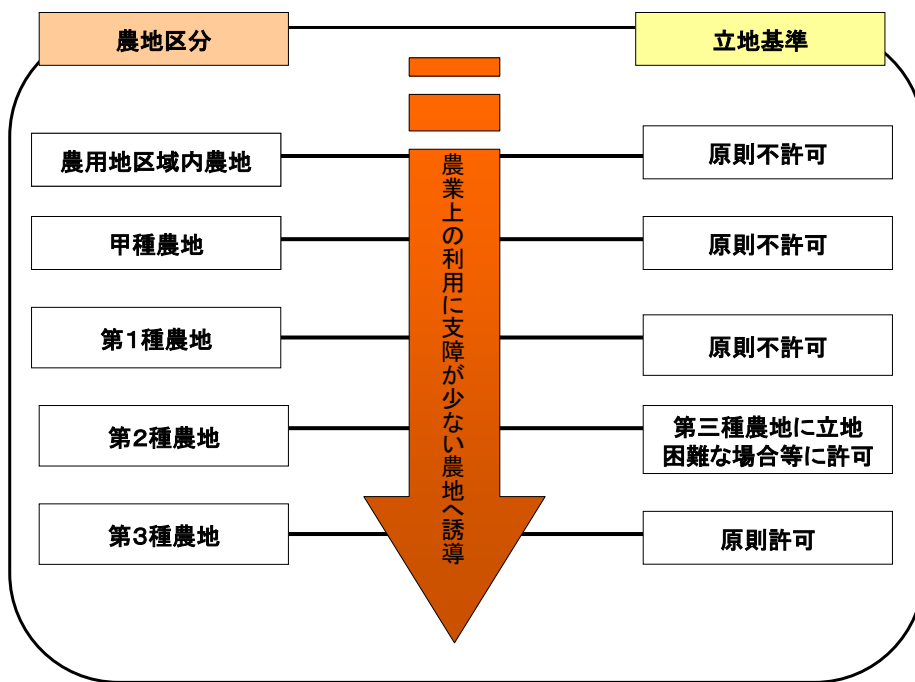 農地区分
立地基準
農用地区域内農地
原則不許可
甲種農地
原則不許可
第１種農地
原則不許可
第２種農地
第三種農地に立地
困難な場合等に許可
第３種農地
原則許可
農業上の利用に支障が少ない農地へ誘導